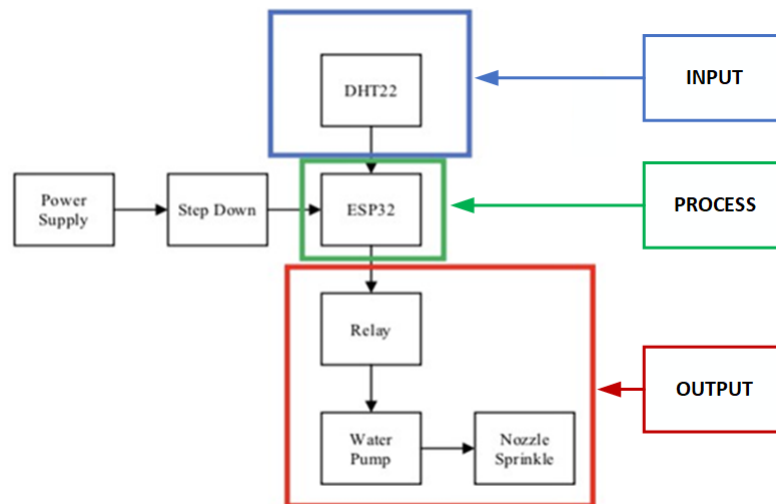 DHT22
INPUT
Power
Supply
Step Down
ESP32
PROCESS
Relay
OUTPUT
Water
Pump
Nozzle
Sprinkle